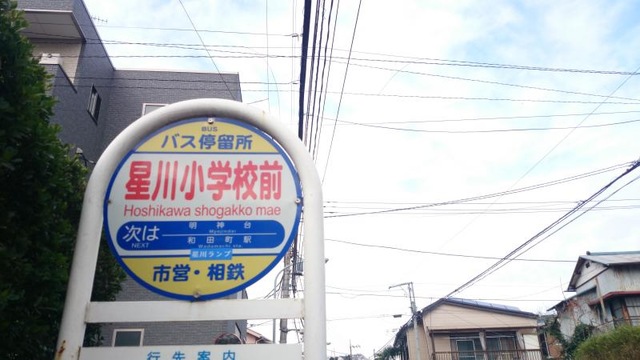 BUS
バス停留所
星川小学校前
Hoshikawa shogakko mae
次は
NEXT
明神台
Myojindai
和田町駅
Wadamachi eki
星川ランプ
市営・相鉄
行先案内